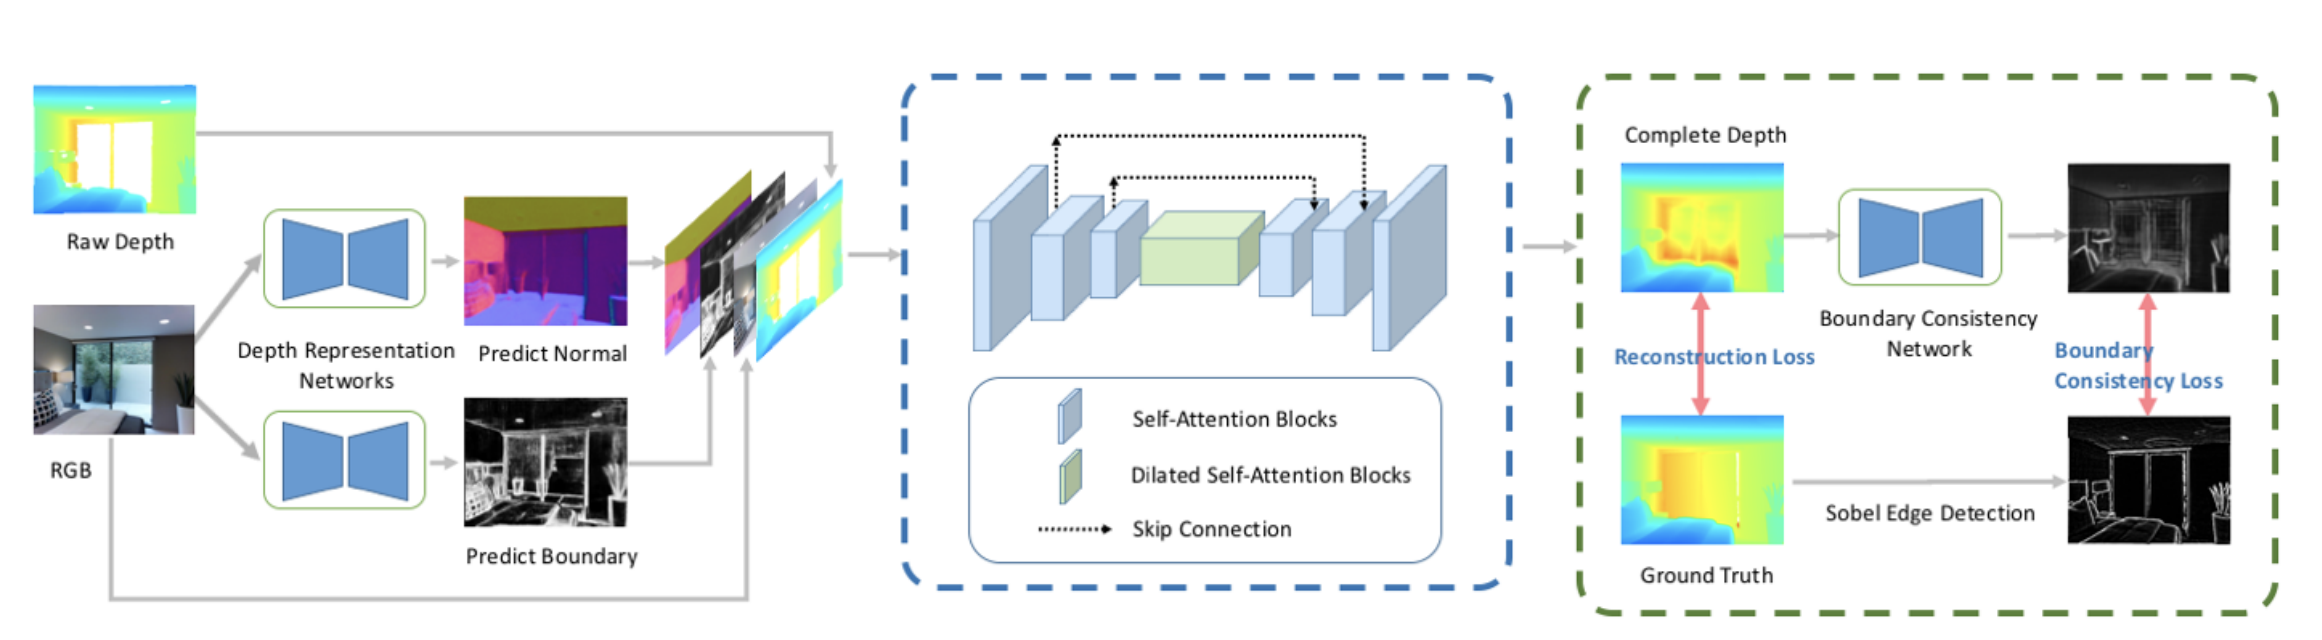 Raw Depth
RGB
Depth Representation
Networks
Predict Normal
Predict Boundary
Self-Attention Blocks
Dilated Self-Attention Blocks
Skip Connection
Complete Depth
Boundary Consistency
Network
Reconstruction Loss
Boundary
Consistency Loss
Sobel Edge Detection
Ground Truth